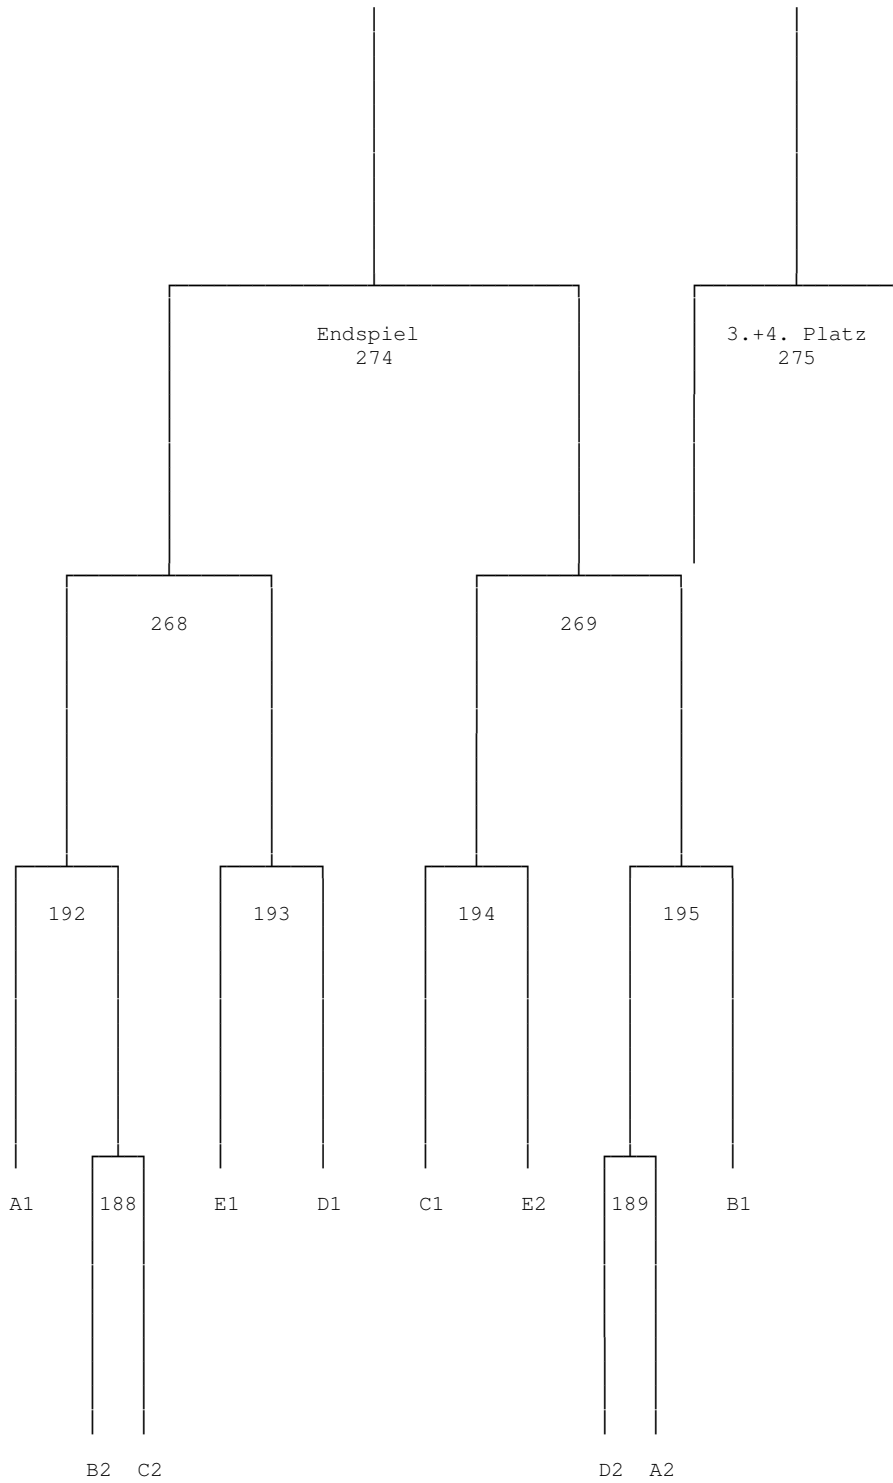 Endspiel 3.+4. Platz
274 275
268 269
192 193 194 195
A1 188 E1 D1 C1 E2 189 B1
B2 C2 D2 A2